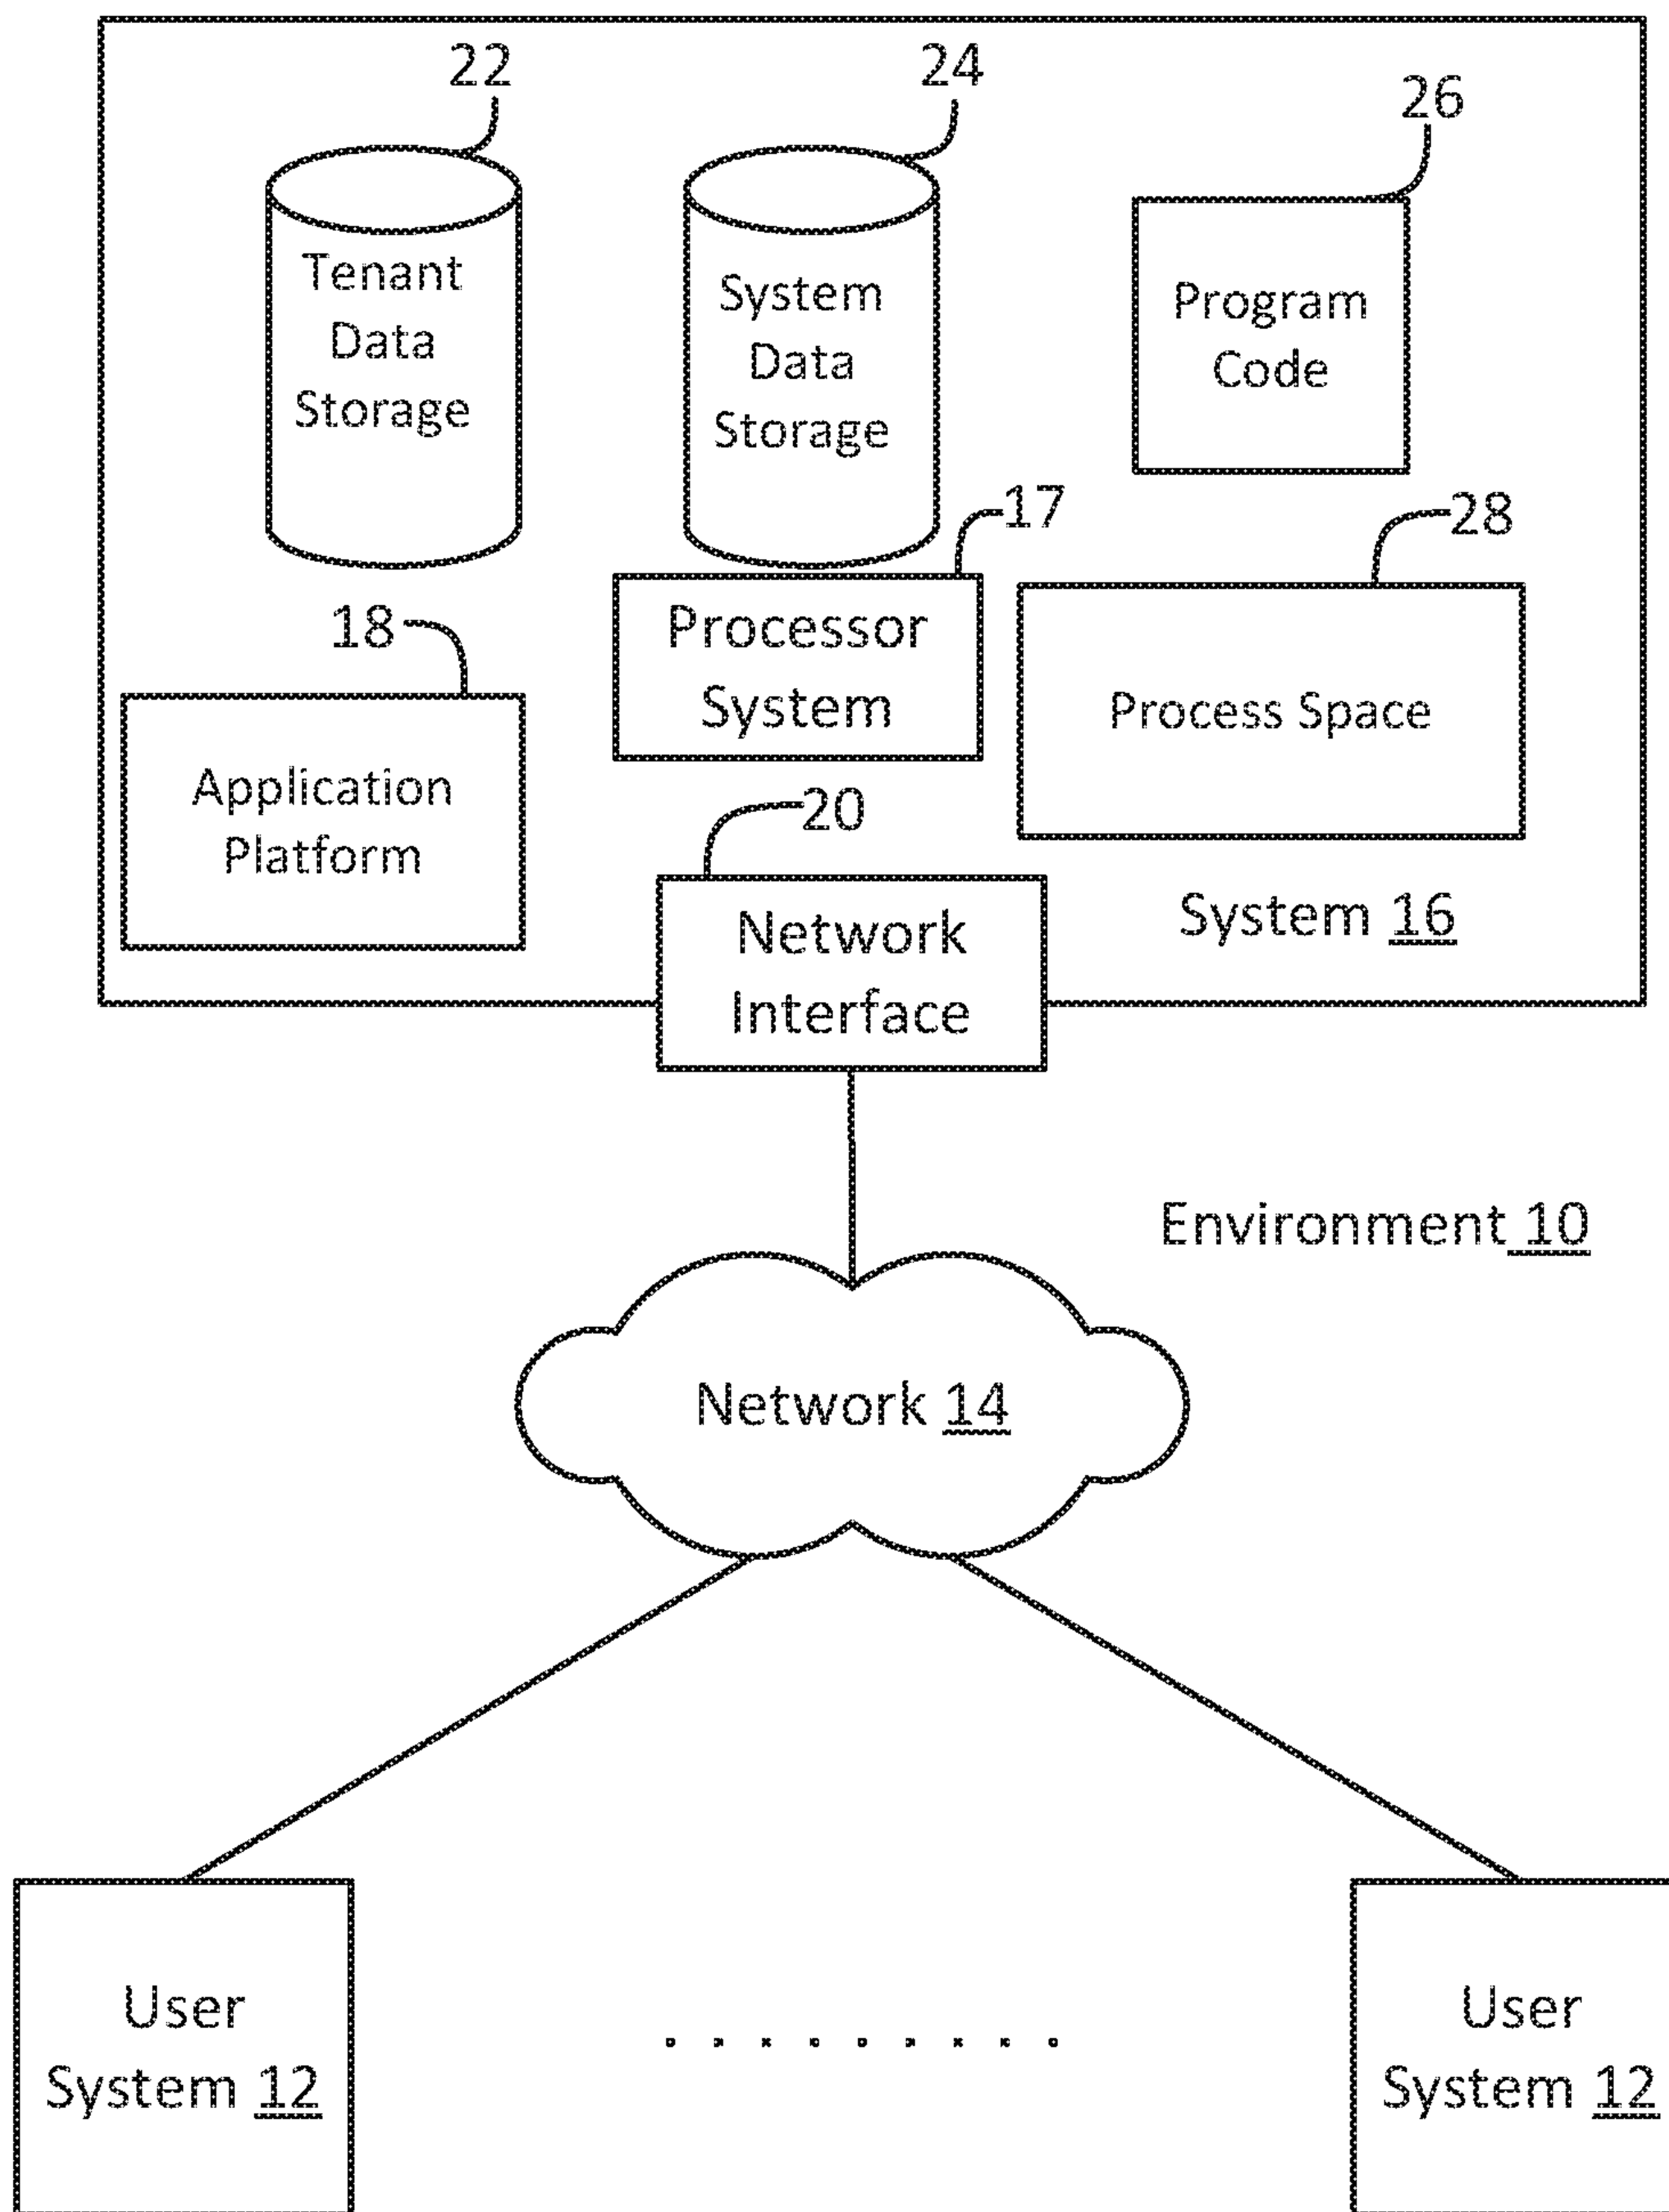 22
24
26
Tenant
Data
Storage
System
Data
Storage
Program
Code
17
28
18
Processor
System
Process Space
Application
Platform
20
Network
Interface
System 16
Environment 10
Network 14
User
System 12
User
System 12